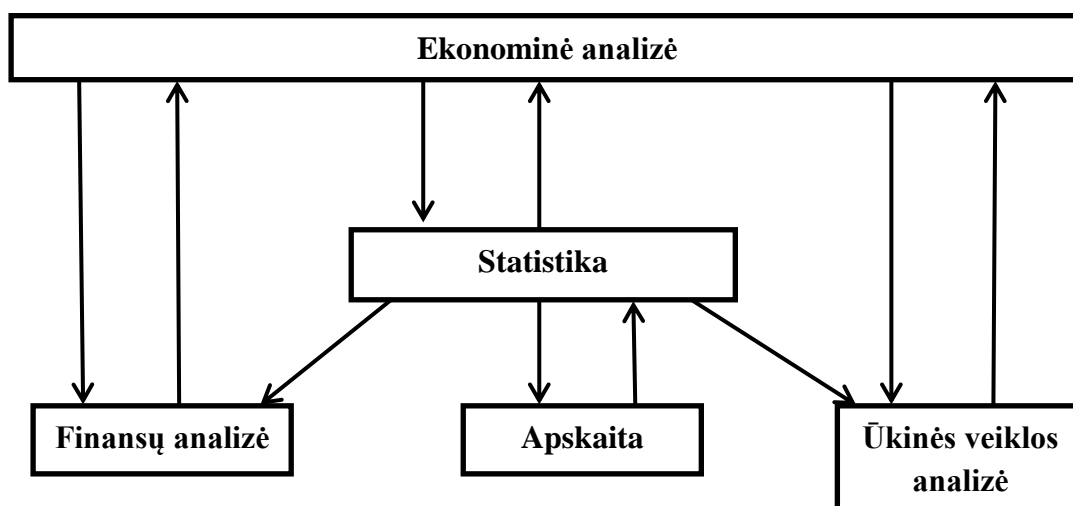 Ekonominė analizė
Statistika
Finansų analizė
Apskaita
Ūkinės veiklos
analizė